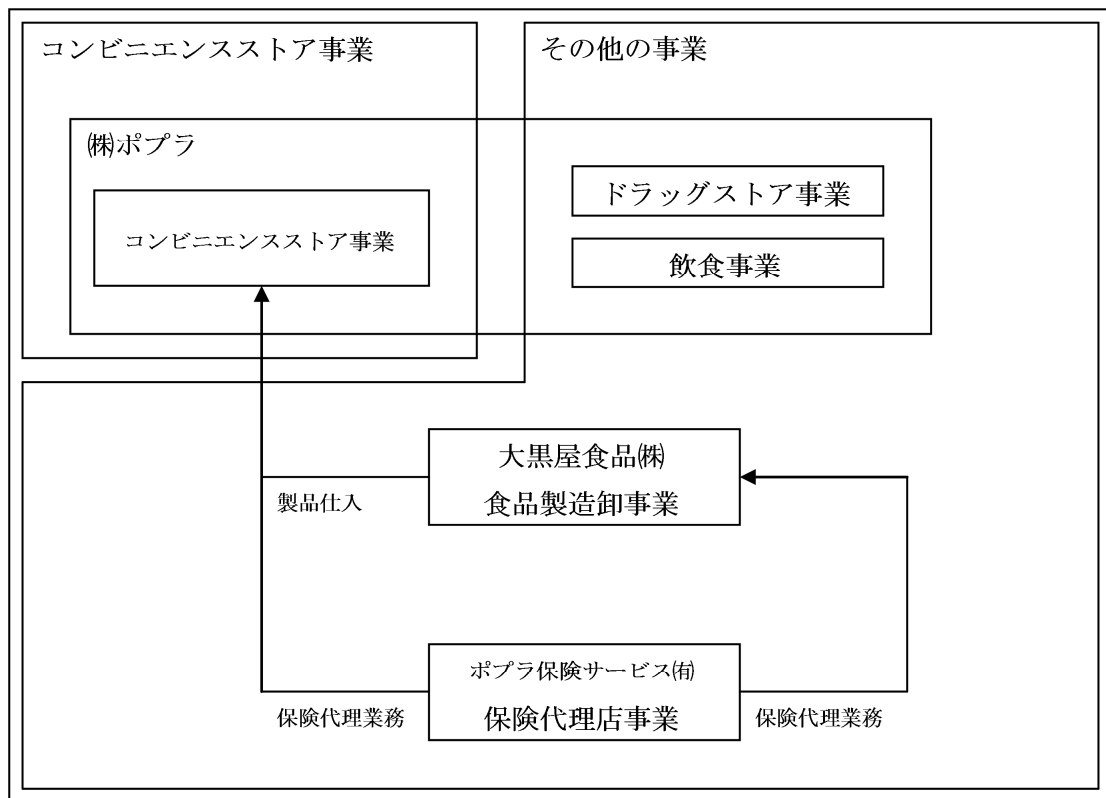 コンビニエンスストア事業
その他の事業
㈱ポプラ
コンビニエンスストア事業
ドラッグストア事業
飲食事業
大黒屋食品㈱
食品製造卸事業
製品仕入
ポプラ保険サービス㈲
保険代理店事業
保険代理業務
保険代理業務